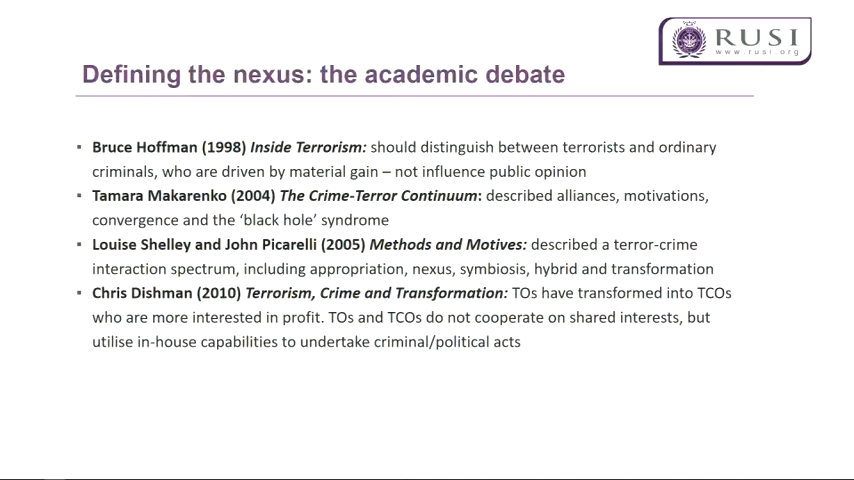 RUSI
www.rusi.org
Defining the nexus: the academic debate
▪ Bruce Hoffman (1998) Inside Terrorism: should distinguish between terrorists and ordinary
criminals, who are driven by material gain – not influence public opinion
▪ Tamara Makarenko (2004) The Crime-Terror Continuum: described alliances, motivations,
convergence and the ‘black hole’ syndrome
▪ Louise Shelley and John Picarelli (2005) Methods and Motives: described a terror-crime
interaction spectrum, including appropriation, nexus, symbiosis, hybrid and transformation
▪ Chris Dishman (2010) Terrorism, Crime and Transformation: TOs have transformed into TCOs
who are more interested in profit. TOs and TCOs do not cooperate on shared interests, but
utilise in-house capabilities to undertake criminal/political acts